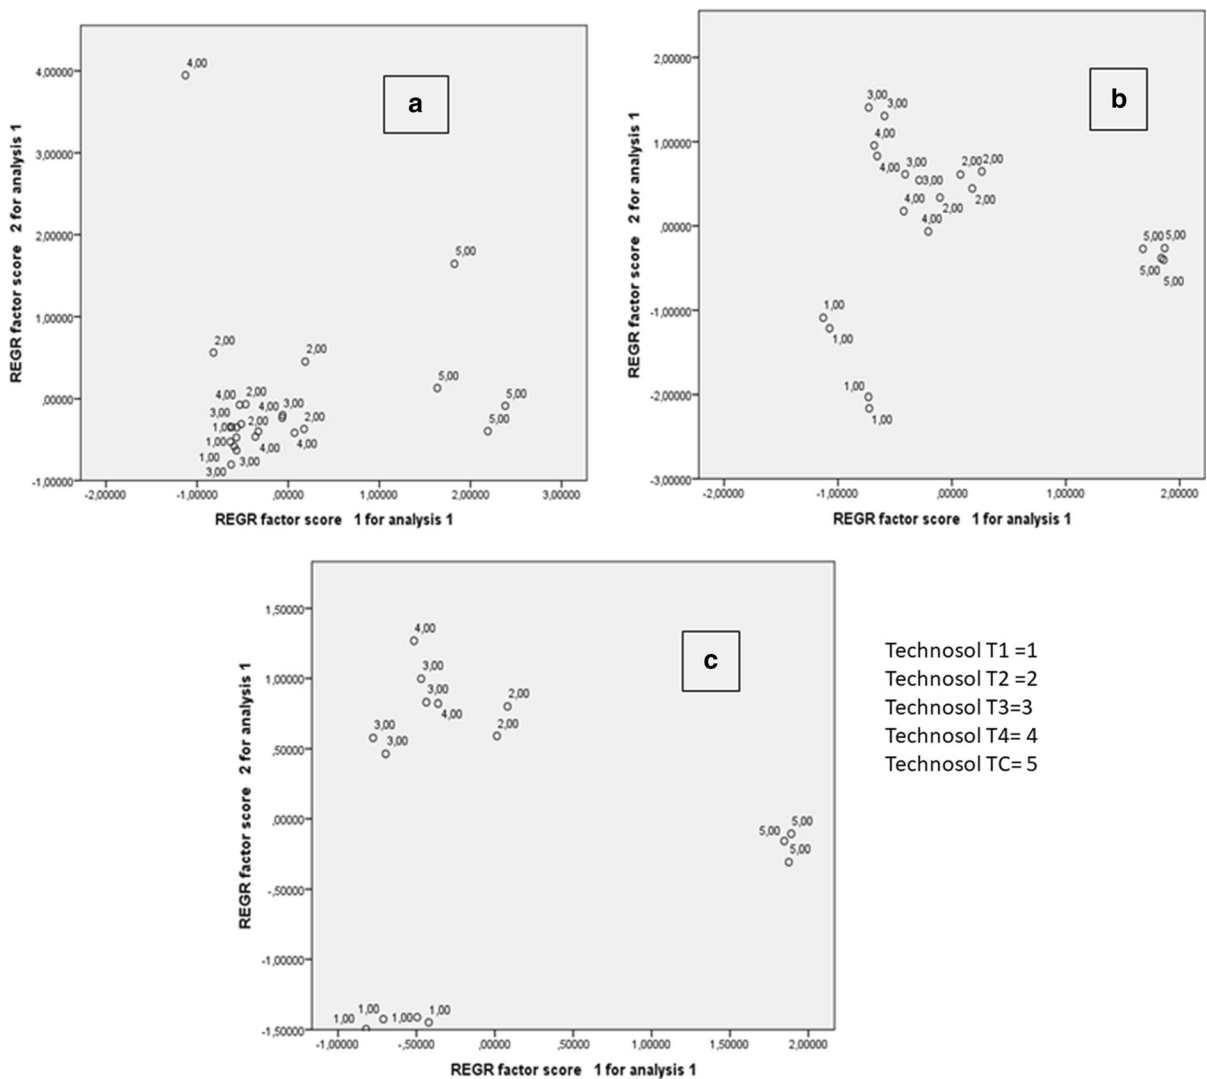 a
4,00000
3,00000
2,00000
1,00000
,00000
-1,00000
-2,00000 -1,00000 ,00000 1,00000 2,00000 3,00000
REGR factor score 2 for analysis 1
REGR factor score 1 for analysis 1
4,00
5,00
2,00
2,00
5,00
5,00
4,00 2,00
4,00 3,00
3,00 2,00 2,00 5,00
1,00
1,00 4,00 4,00
1,00 3,00
3,00
b
2,00000
1,00000
,00000
-1,00000
-2,00000
-3,00000
-2,00000 -1,00000 ,00000 1,00000 2,00000
REGR factor score 2 for analysis 1
REGR factor score 1 for analysis 1
3,00 3,00
4,00
4,00 3,00 2,00 2,00
3,00
4,00 2,00 2,00
4,00
5,00 5,00
5,00
5,00
1,00
1,00
1,00
1,00
c
1,50000
1,00000
,50000
,00000
-,50000
-1,00000
-1,50000
-1,00000 -,50000 ,00000 ,50000 1,00000 1,50000 2,00000
REGR factor score 2 for analysis 1
REGR factor score 1 for analysis 1
4,00
3,00
3,00 2,00
4,00
3,00 2,00
3,00
5,00
5,00
5,00
1,00 1,00
1,00 1,00
Technosol T1 =1
Technosol T2 =2
Technosol T3=3
Technosol T4= 4
Technosol TC= 5